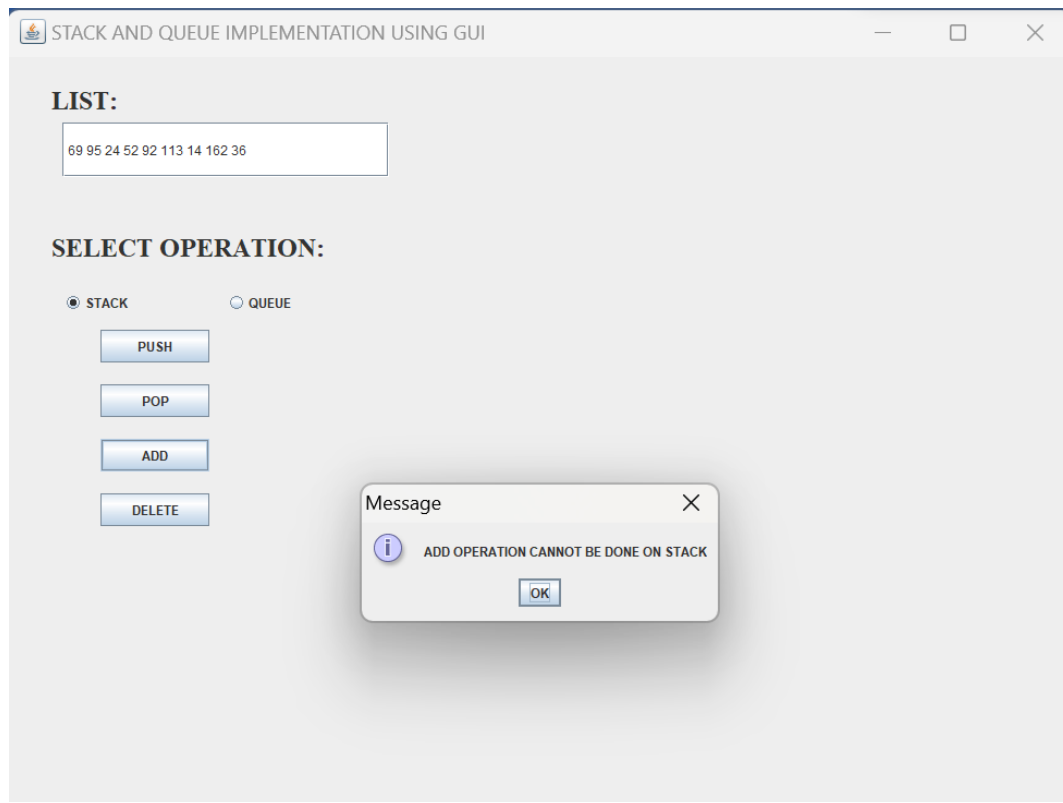 STACK AND QUEUE IMPLEMENTATION USING GUI
LIST:
69 95 24 52 92 113 14 162 36
SELECT OPERATION:
STACK QUEUE
PUSH
POP
ADD
DELETE
Message
ADD OPERATION CANNOT BE DONE ON STACK
OK